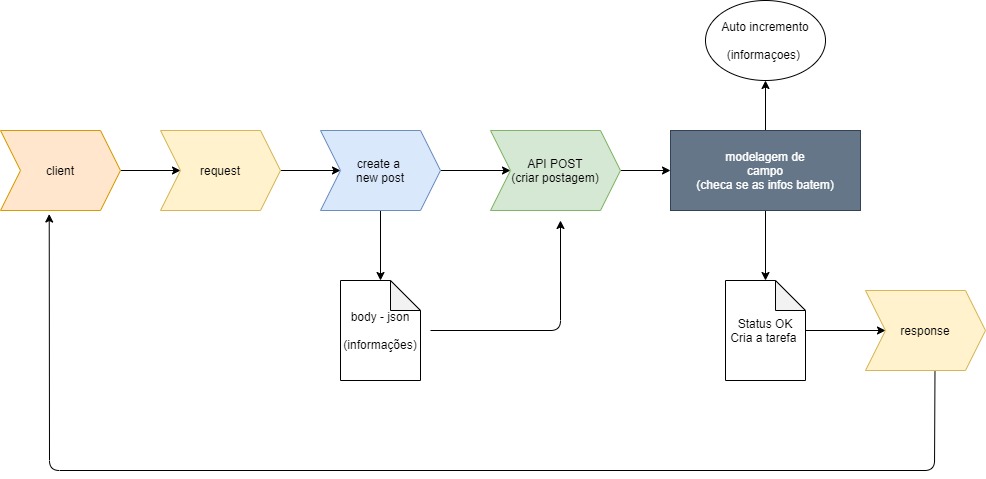 Auto incremento
(informaçoes)
client
request
create a
new post
API POST
(criar postagem)
modelagem de
campo
(checa se as infos batem)
body - json
(informações)
Status OK
Cria a tarefa
response